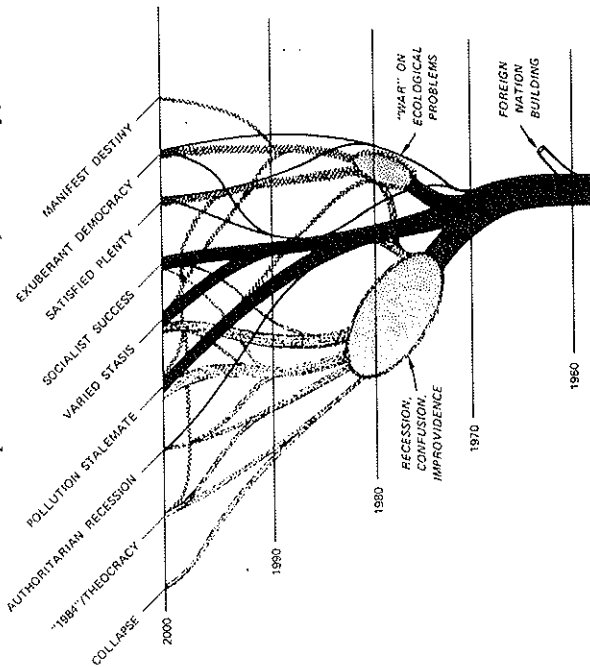 MANIFEST DESTINY
EXUBERANT DEMOCRACY
SATISFIED PLENTY
SOCIALIST SUCCESS
VARIED STASIS
POLLUTION STALEMATE
AUTHORITARIAN RECESSION
"1984"/THEOCRACY
COLLAPSE
2000
1990
1980
1970
1960
"WAR" ON
ECOLOGICAL
PROBLEMS
FOREIGN
NATION
BUILDING
RECESSION,
CONFUSION,
IMPROVIDENCE